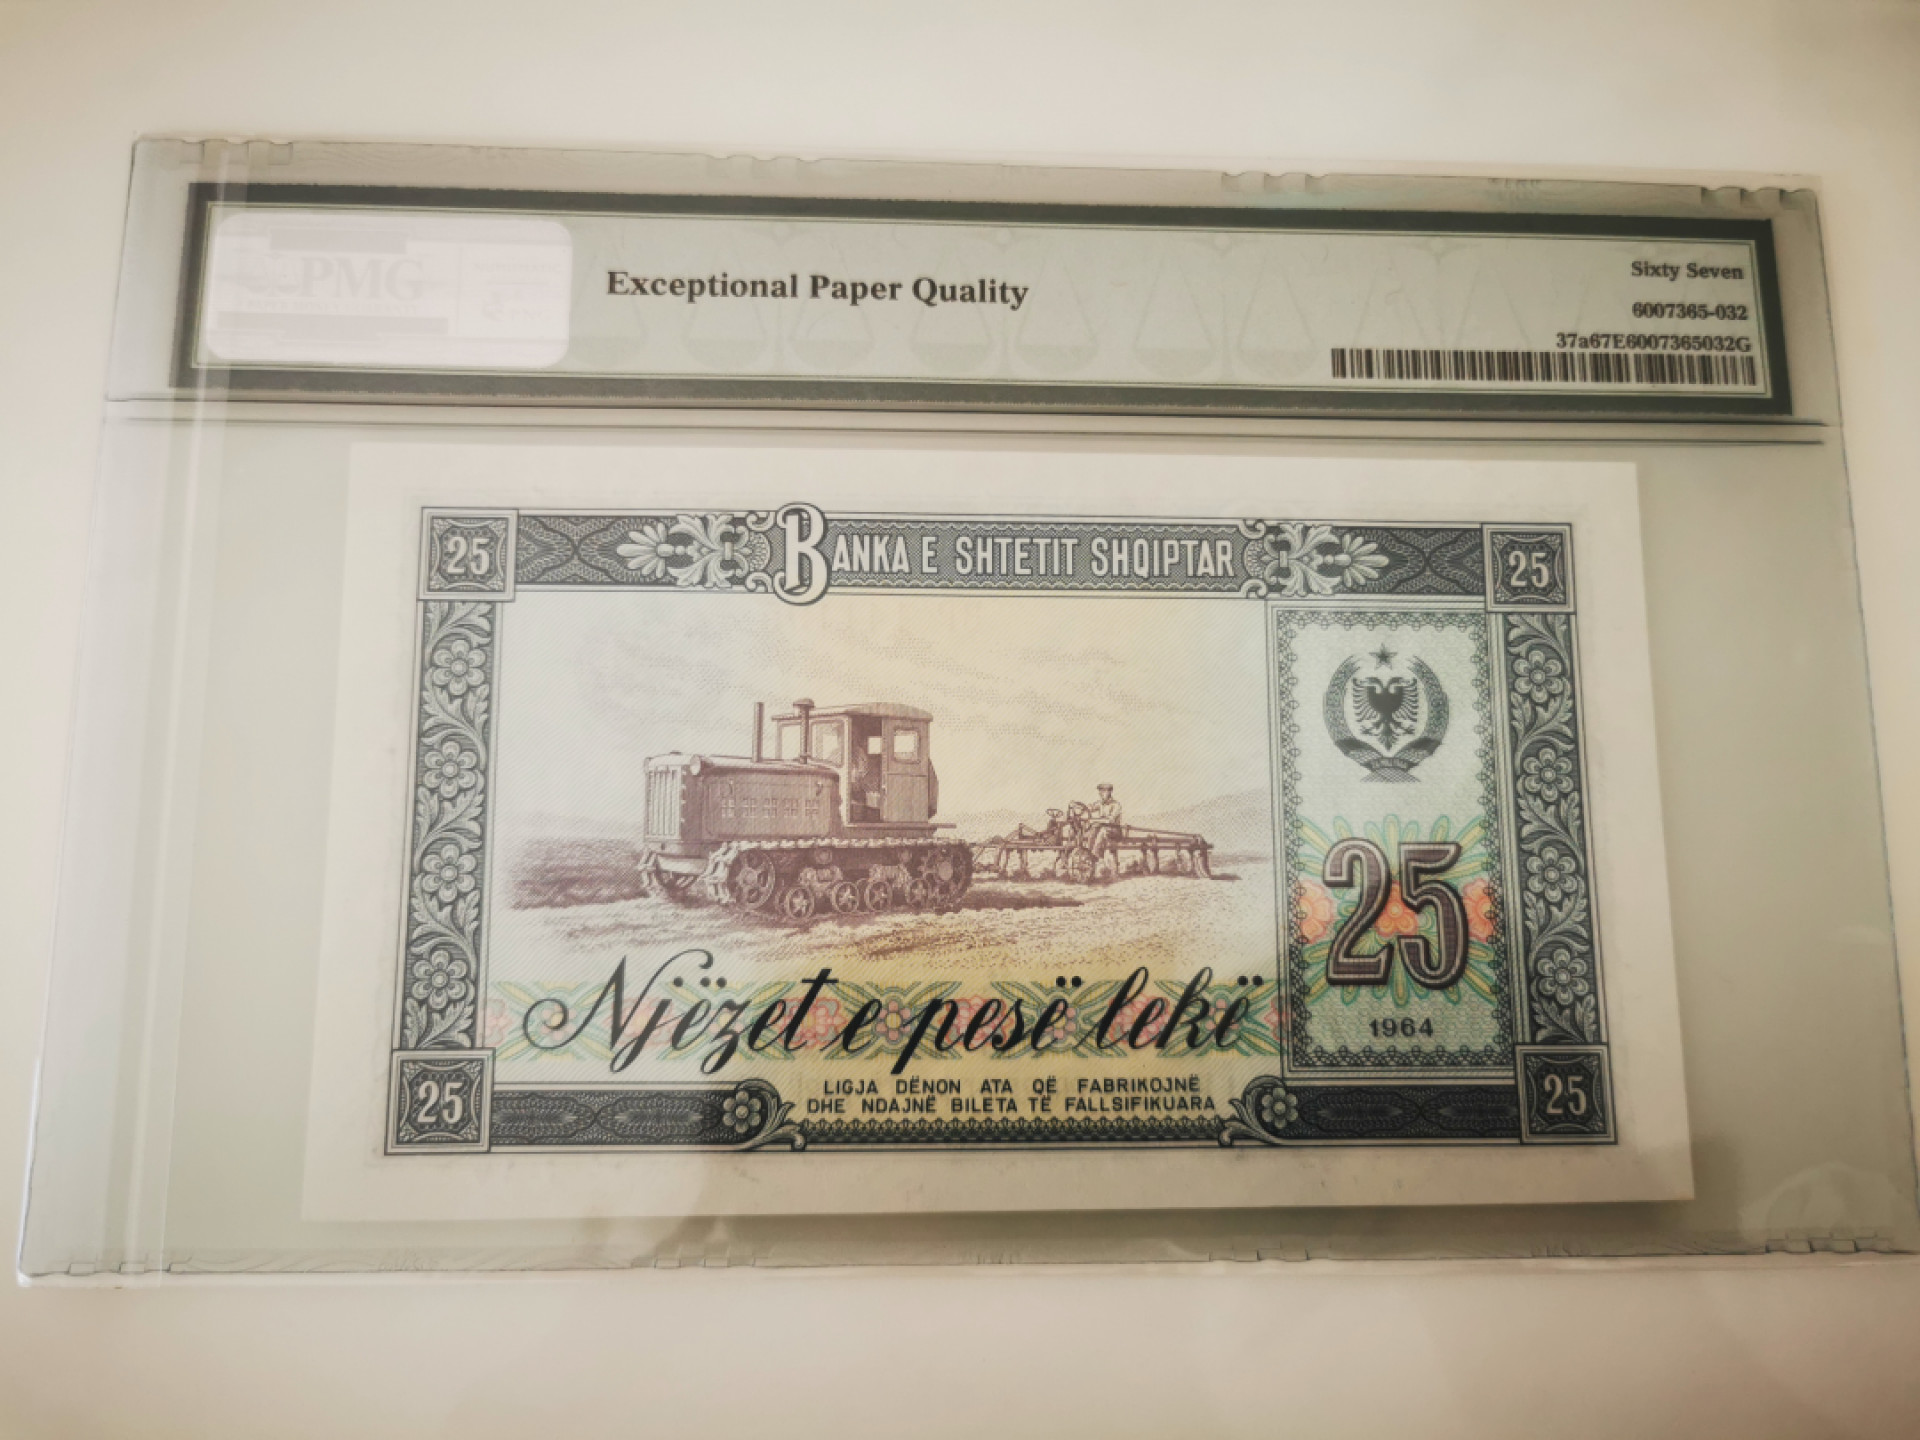 PMG
Exceptional Paper Quality
Sixty Seven
6007365-032
37a67E6007365032G
25
BANKA E SHTETIT SHQIPTAR
25
25
1964
Njëzet e pesë lekë
25
LIGJA DËNON ATA QË FABRIKOJNË
DHE NDAJNË BILETA TË FALLSIFIKUARA
25